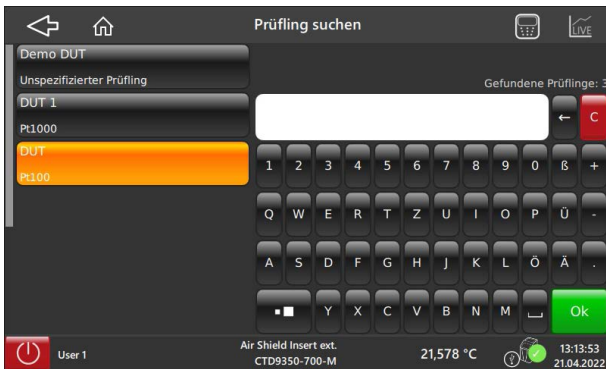 Prüfling suchen
LIVE
Demo DUT
Unspezifizierter Prüfling
Gefundene Prüflinge: 3
DUT 1
Pt1000
← C
DUT
Pt100
1 2 3 4 5 6 7 8 9 0 ß +
Q W E R T Z U I O P Ü -
A S D F G H J K L Ö Ä .
Y X C V B N M Ok
User 1
Air Shield Insert ext.
CTD9350-700-M
21,578 °C
?
13:13:53
21.04.2022